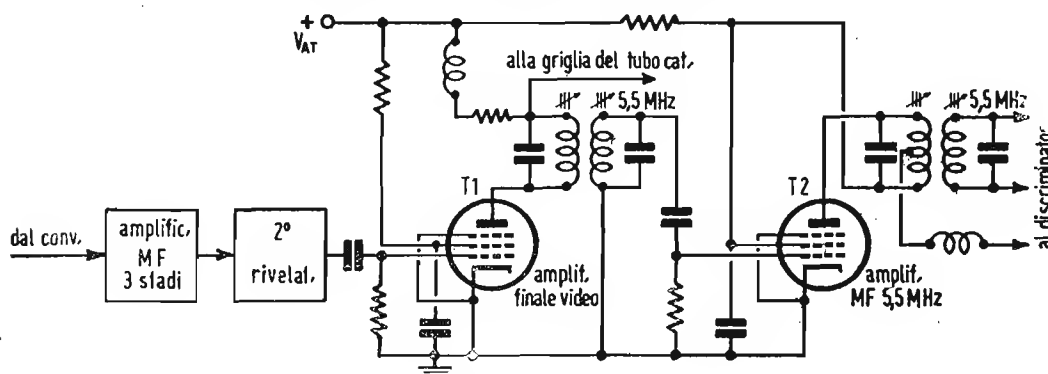 +
V_AT
alla griglia del tubo cat.
5,5 MHz
5,5 MHz
T1
T2
dal conv.
amplific.
MF
3 stadi
2°
rivelat.
amplif.
finale video
amplif.
MF 5,5 MHz
al discriminator